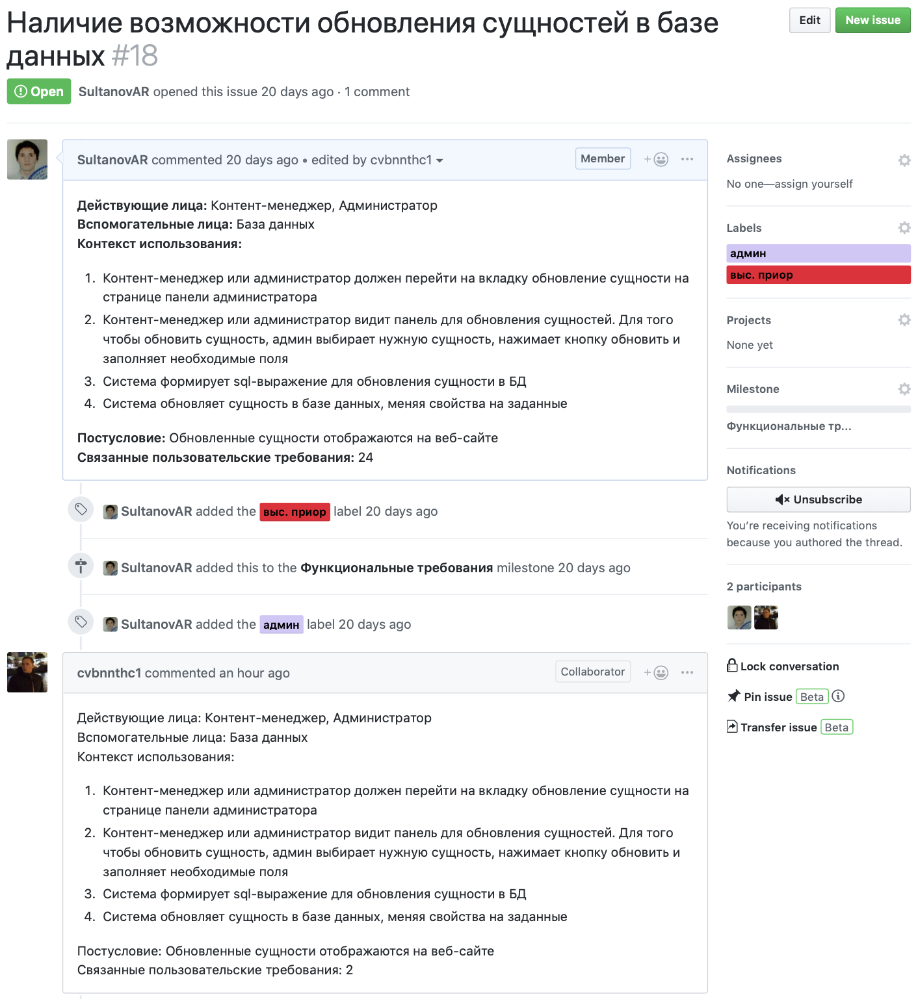 Наличие возможности обновления сущностей в базе
данных #18
Edit
New issue
Open
SultanovAR opened this issue 20 days ago · 1 comment
SultanovAR commented 20 days ago • edited by cvbnnthc1
Member
Действующие лица: Контент-менеджер, Администратор
Вспомогательные лица: База данных
Контекст использования:
1. Контент-менеджер или администратор должен перейти на вкладку обновление сущности на
странице панели администратора
2. Контент-менеджер или администратор видит панель для обновления сущностей. Для того
чтобы обновить сущность, админ выбирает нужную сущность, нажимает кнопку обновить и
заполняет необходимые поля
3. Система формирует sql-выражение для обновления сущности в БД
4. Система обновляет сущность в базе данных, меняя свойства на заданные
Постусловие: Обновленные сущности отображаются на веб-сайте
Связанные пользовательские требования: 24
SultanovAR added the выс. приор label 20 days ago
SultanovAR added this to the Функциональные требования milestone 20 days ago
SultanovAR added the админ label 20 days ago
cvbnnthc1 commented an hour ago
Collaborator
Действующие лица: Контент-менеджер, Администратор
Вспомогательные лица: База данных
Контекст использования:
1. Контент-менеджер или администратор должен перейти на вкладку обновление сущности на
странице панели администратора
2. Контент-менеджер или администратор видит панель для обновления сущностей. Для того
чтобы обновить сущность, админ выбирает нужную сущность, нажимает кнопку обновить и
заполняет необходимые поля
3. Система формирует sql-выражение для обновления сущности в БД
4. Система обновляет сущность в базе данных, меняя свойства на заданные
Постусловие: Обновленные сущности отображаются на веб-сайте
Связанные пользовательские требования: 2
Assignees
No one—assign yourself
Labels
админ
выс. приор
Projects
None yet
Milestone
Функциональные тр...
Notifications
Unsubscribe
You’re receiving notifications
because you authored the thread.
2 participants
Lock conversation
Pin issue Beta
Transfer issue Beta